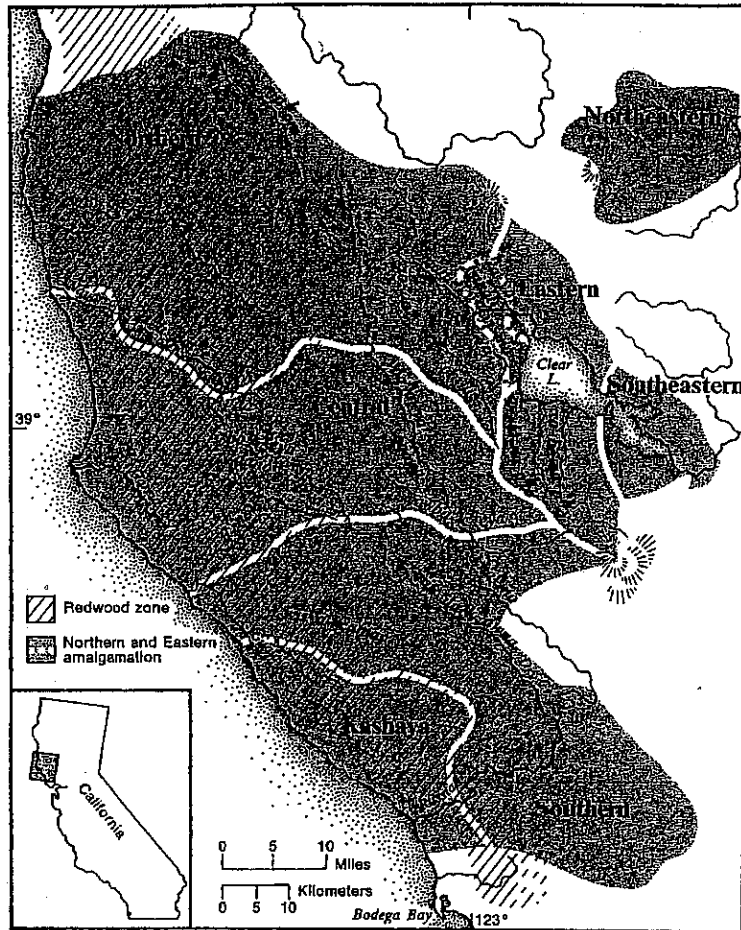 Northeastern
Northern
Eastern
Clear
L.
Southeastern
39°
Central
Redwood zone
Northern and Eastern
amalgamation
Kashaya
Southern
California
0 5 10
Miles
Kilometers
0 5 10
Bodega Bay
123°